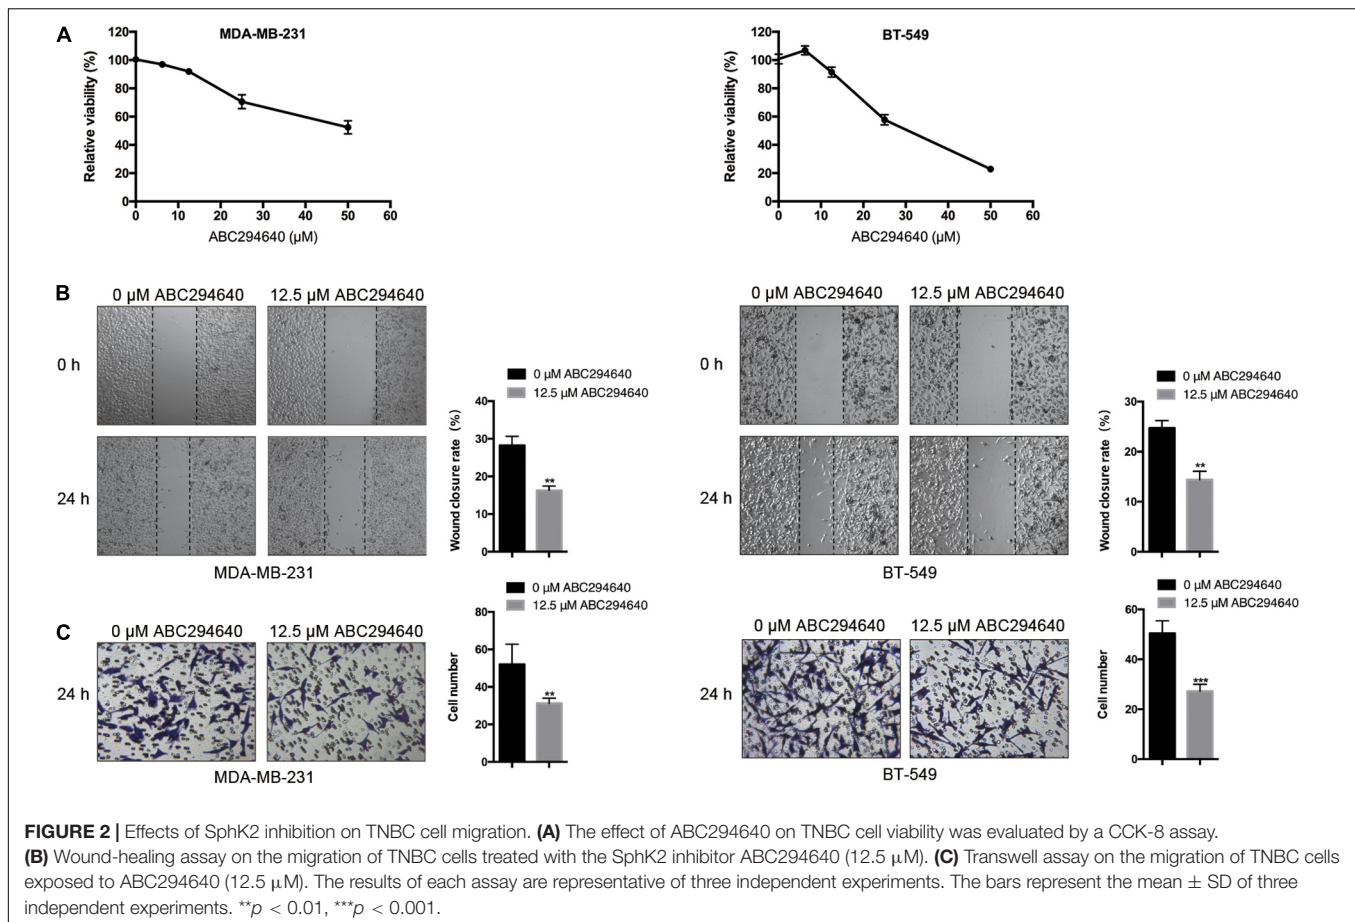 A
MDA-MB-231
Relative viability (%)
120
100
80
60
40
20
0
0 10 20 30 40 50 60
ABC294640 (µM)
BT-549
Relative viability (%)
120
100
80
60
40
20
0
0 10 20 30 40 50 60
ABC294640 (µM)
B
0 µM ABC294640 12.5 µM ABC294640
0 h
24 h
MDA-MB-231
0 µM ABC294640
12.5 µM ABC294640
Wound closure rate (%)
40
30
20
10
0
**
0 µM ABC294640 12.5 µM ABC294640
0 h
24 h
BT-549
0 µM ABC294640
12.5 µM ABC294640
Wound closure rate (%)
30
20
10
0
**
C
0 µM ABC294640 12.5 µM ABC294640
24 h
MDA-MB-231
0 µM ABC294640
12.5 µM ABC294640
Cell number
80
60
40
20
0
**
0 µM ABC294640 12.5 µM ABC294640
24 h
BT-549
0 µM ABC294640
12.5 µM ABC294640
Cell number
60
40
20
0
***
FIGURE 2 | Effects of SphK2 inhibition on TNBC cell migration. (A) The effect of ABC294640 on TNBC cell viability was evaluated by a CCK-8 assay.
(B) Wound-healing assay on the migration of TNBC cells treated with the SphK2 inhibitor ABC294640 (12.5 µM). (C) Transwell assay on the migration of TNBC cells
exposed to ABC294640 (12.5 µM). The results of each assay are representative of three independent experiments. The bars represent the mean ± SD of three
independent experiments. **p < 0.01, ***p < 0.001.